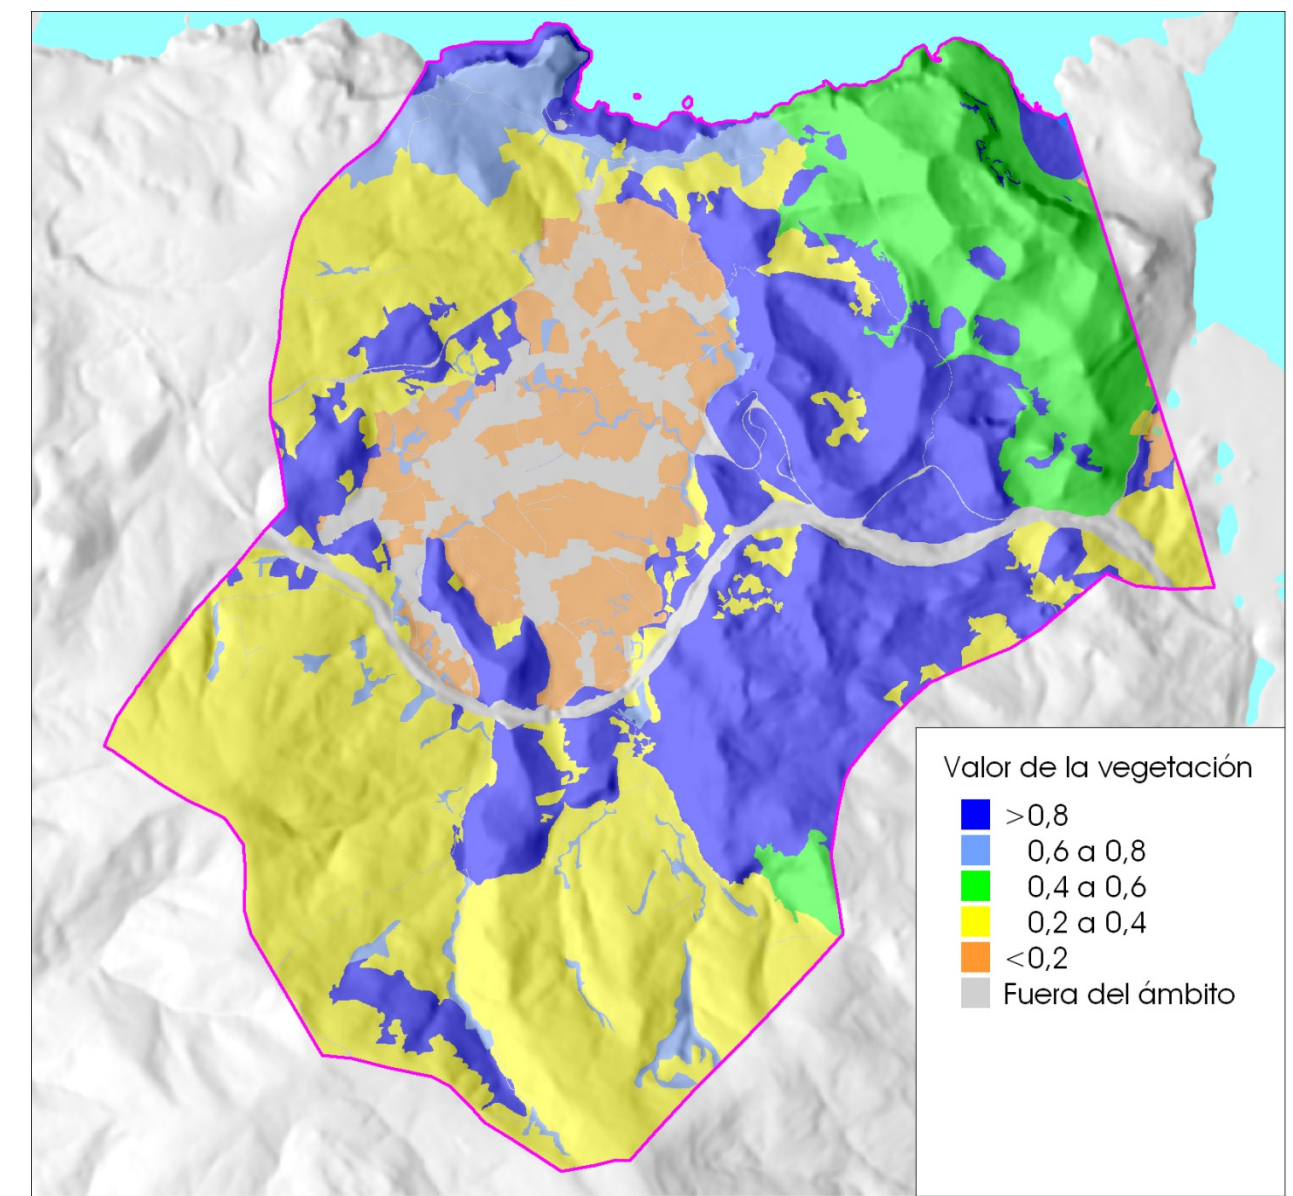 Valor de la vegetación
>0,8
0,6 a 0,8
0,4 a 0,6
0,2 a 0,4
<0,2
Fuera del ámbito